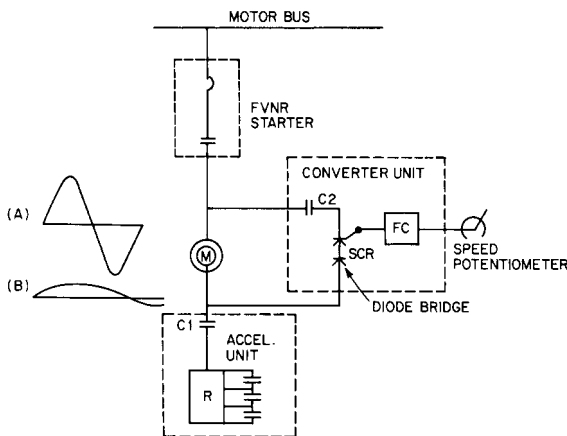 MOTOR BUS
FVNR
STARTER
CONVERTER UNIT
C2
(A)
FC
SCR
SPEED
POTENTIOMETER
M
(B)
DIODE BRIDGE
C1
ACCEL.
UNIT
R